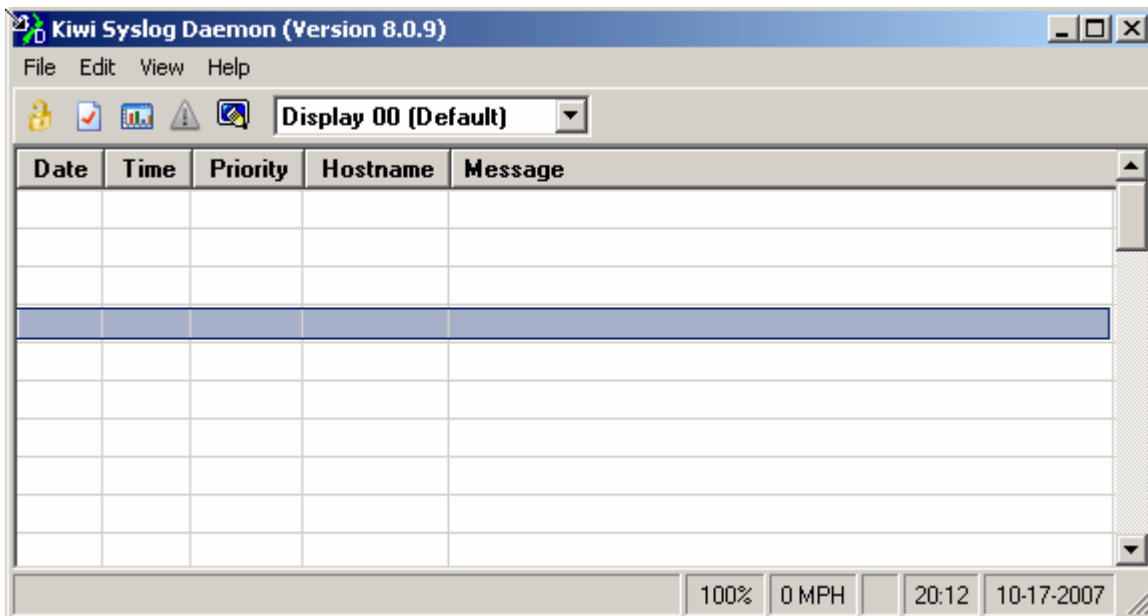 Kiwi Syslog Daemon (Version 8.0.9)
File Edit View Help
Display 00 (Default)
Date Time Priority Hostname Message
100% 0 MPH 20:12 10-17-2007